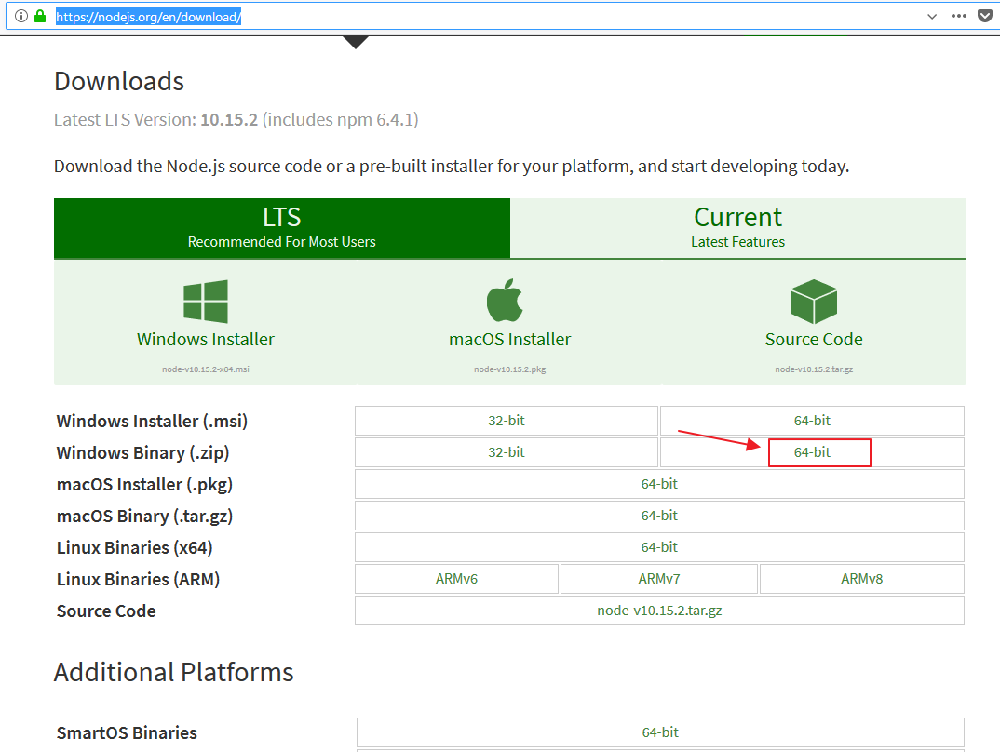 https://nodejs.org/en/download/
Downloads
Latest LTS Version: 10.15.2 (includes npm 6.4.1)
Download the Node.js source code or a pre-built installer for your platform, and start developing today.
LTS
Recommended For Most Users
Current
Latest Features
Windows Installer
node-v10.15.2-x64.msi
macOS Installer
node-v10.15.2.pkg
Source Code
node-v10.15.2.tar.gz
Windows Installer (.msi) 32-bit 64-bit
Windows Binary (.zip) 32-bit 64-bit
macOS Installer (.pkg) 64-bit
macOS Binary (.tar.gz) 64-bit
Linux Binaries (x64) 64-bit
Linux Binaries (ARM) ARMv6 ARMv7 ARMv8
Source Code node-v10.15.2.tar.gz
Additional Platforms
SmartOS Binaries 64-bit